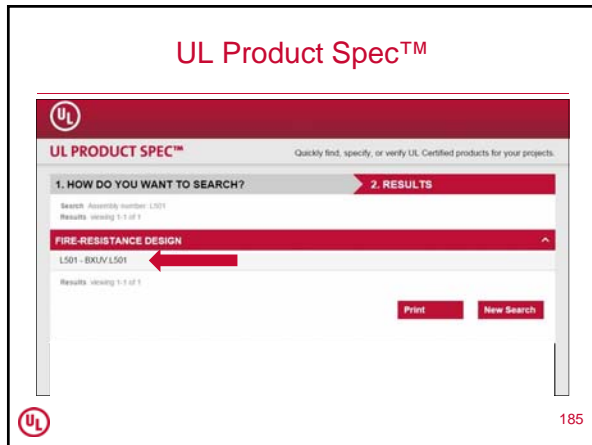 UL Product Spec™
UL
UL PRODUCT SPEC™ Quickly find, specify, or verify UL Certified products for your projects.
1. HOW DO YOU WANT TO SEARCH? 2. RESULTS
Search Assembly number: L501
Results viewing 1-1 of 1
FIRE-RESISTANCE DESIGN
L501 - BXUV.L501
Results viewing 1-1 of 1
Print New Search
UL 185